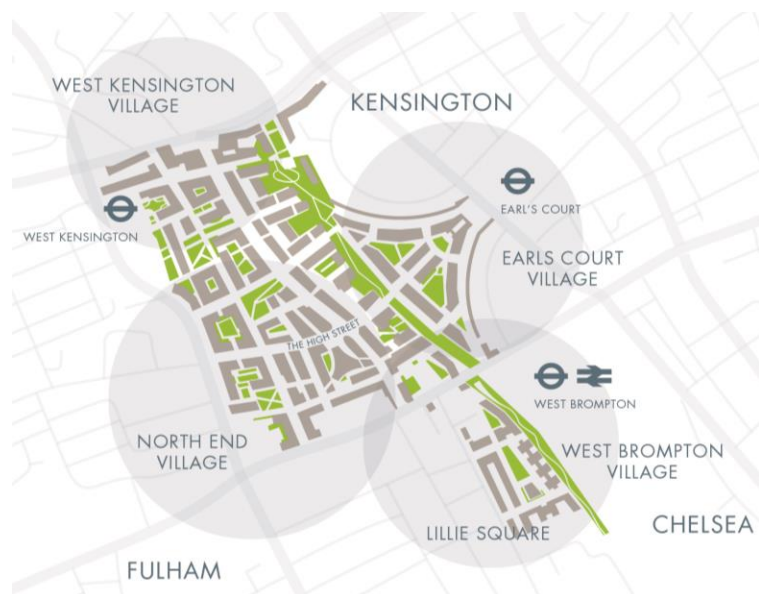 WEST KENSINGTON
VILLAGE
KENSINGTON
EARL'S COURT
WEST KENSINGTON
EARLS COURT
VILLAGE
THE HIGH STREET
WEST BROMPTON
NORTH END
VILLAGE
WEST BROMPTON
VILLAGE
LILLIE SQUARE
CHELSEA
FULHAM